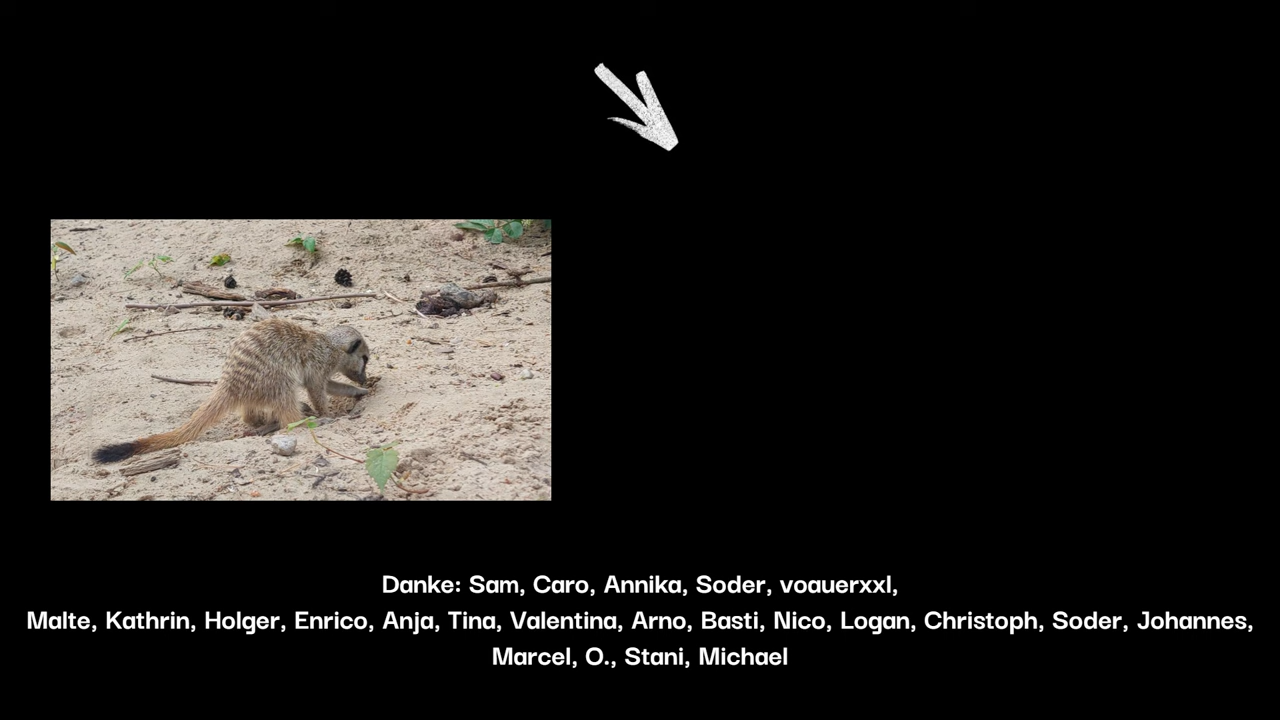 Danke: Sam, Caro, Annika, Soder, voauerxxl,
Malte, Kathrin, Holger, Enrico, Anja, Tina, Valentina, Arno, Basti, Nico, Logan, Christoph, Soder, Johannes,
Marcel, O., Stani, Michael